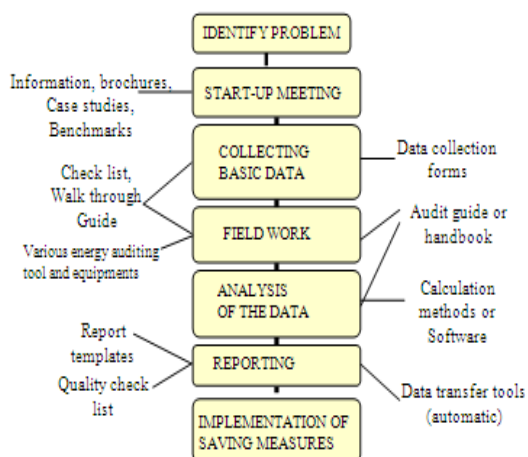 IDENTIFY PROBLEM
Information, brochures,
Case studies,
Benchmarks
START-UP MEETING
COLLECTING
BASIC DATA
Data collection
forms
Check list,
Walk through
Guide
Various energy auditing
tool and equipments
FIELD WORK
Audit guide or
handbook
ANALYSIS
OF THE DATA
Calculation
methods or
Software
Report
templates
Quality check
list
REPORTING
Data transfer tools
(automatic)
IMPLEMENTATION OF
SAVING MEASURES